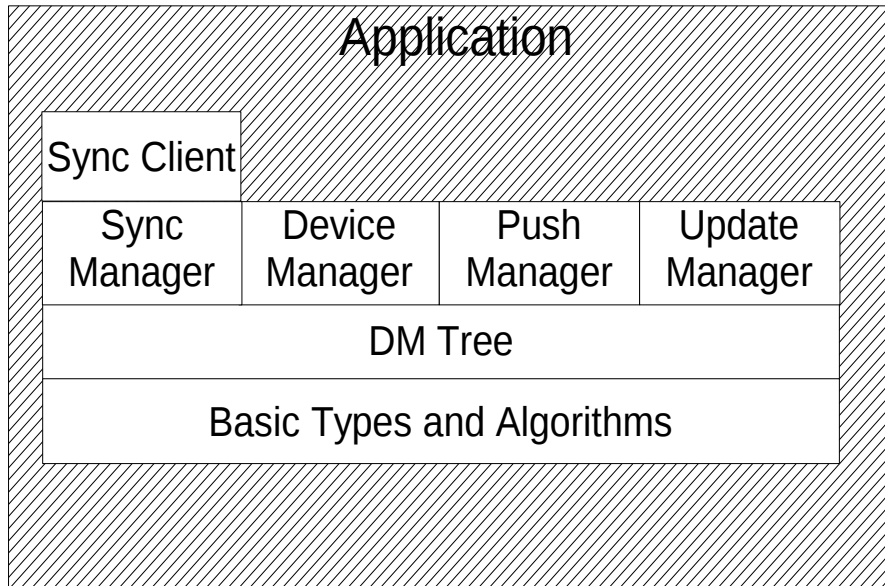 Application
Sync Client
Sync
Manager
Device
Manager
Push
Manager
Update
Manager
DM Tree
Basic Types and Algorithms